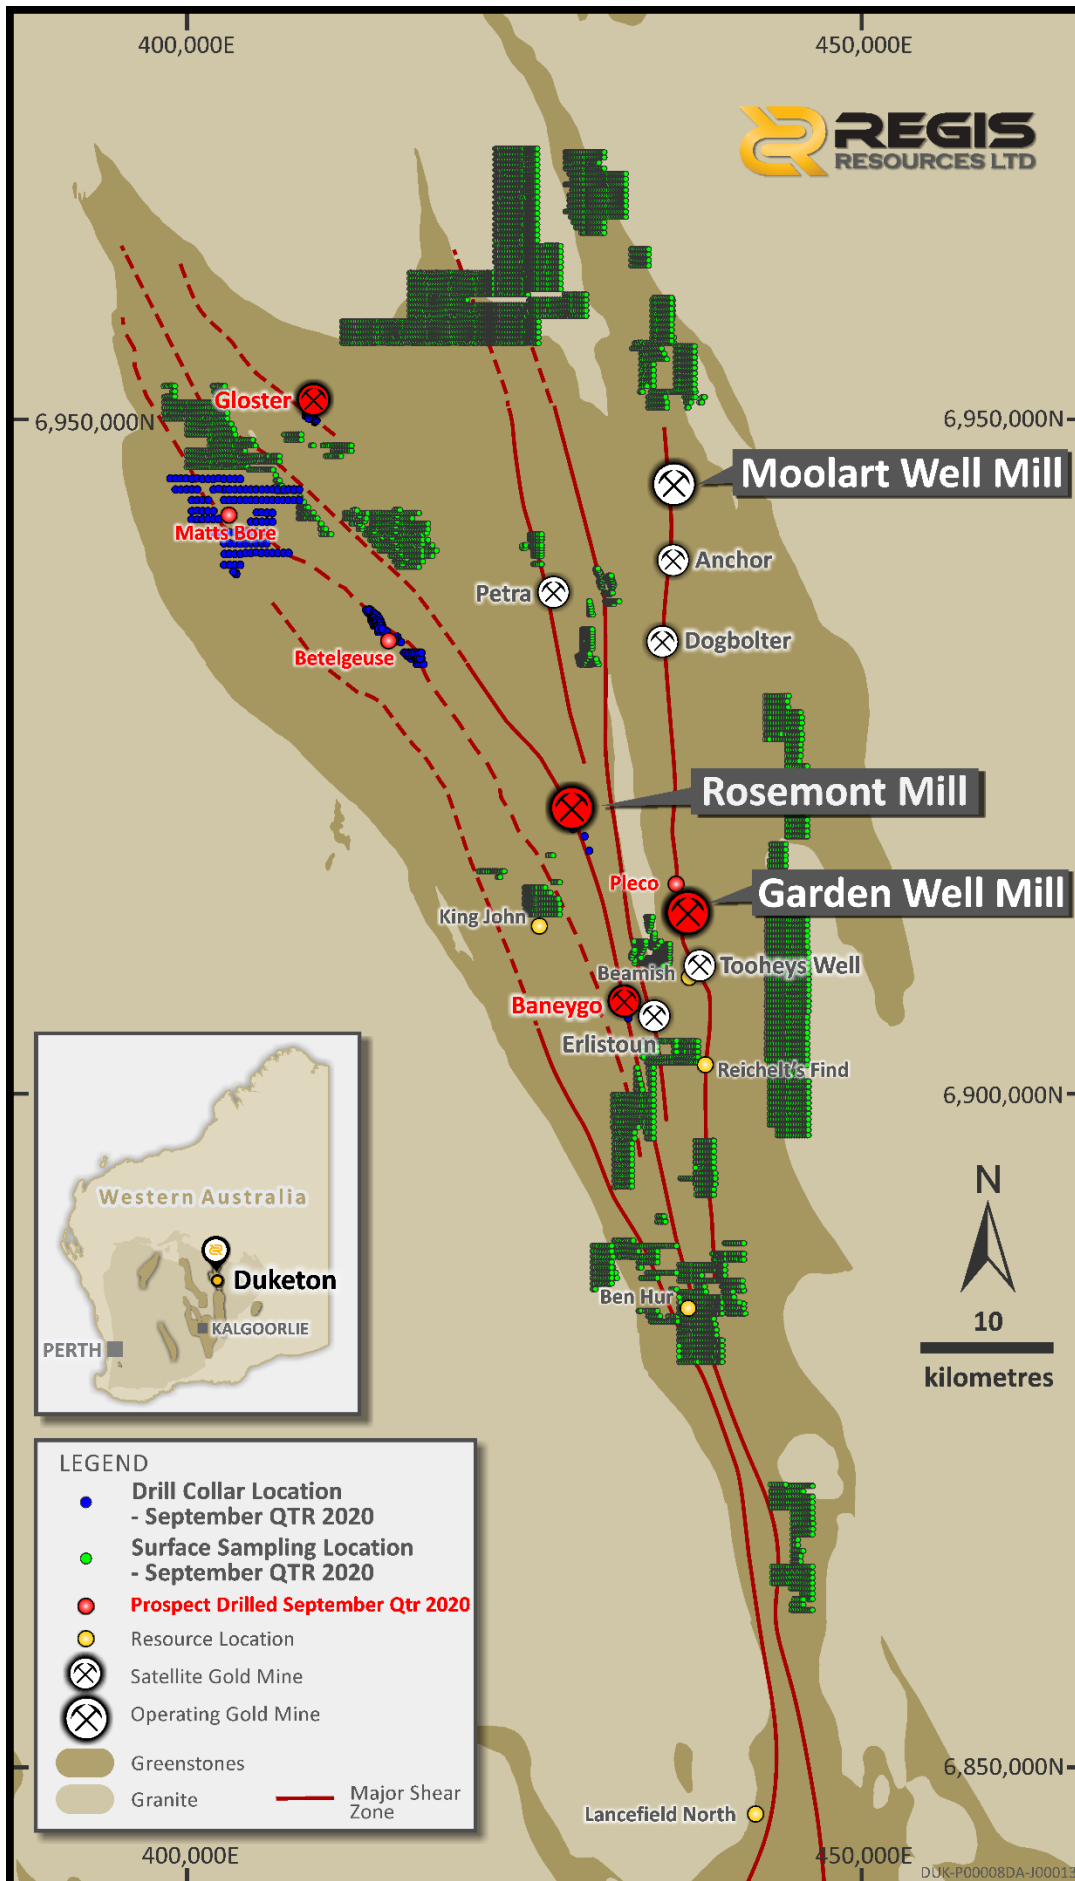 400,000E
450,000E
REGIS
RESOURCES LTD
Gloster
6,950,000N
6,950,000N
Moolart Well Mill
Matts Bore
Anchor
Petra
Dogbolter
Betelgeuse
Rosemont Mill
Pleco
Garden Well Mill
King John
Tooheys Well
Beamish
Baneygo
Erlistoun
Reichelt's Find
6,900,000N
Western Australia
N
Duketon
Ben Hur
10
KALGOORLIE
PERTH
kilometres
LEGEND
Drill Collar Location
- September QTR 2020
Surface Sampling Location
- September QTR 2020
Prospect Drilled September Qtr 2020
Resource Location
Satellite Gold Mine
Operating Gold Mine
Greenstones
6,850,000N
Granite
Major Shear
Zone
Lancefield North
400,000E
450,000E
DUK-P00008DA-J00013